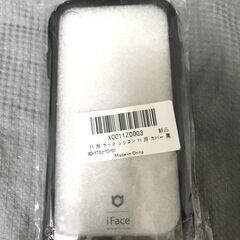 X0011ZO0G3
新品
11 用 ケース シリコン 11 用 カバー 黒
Made in China
iFace